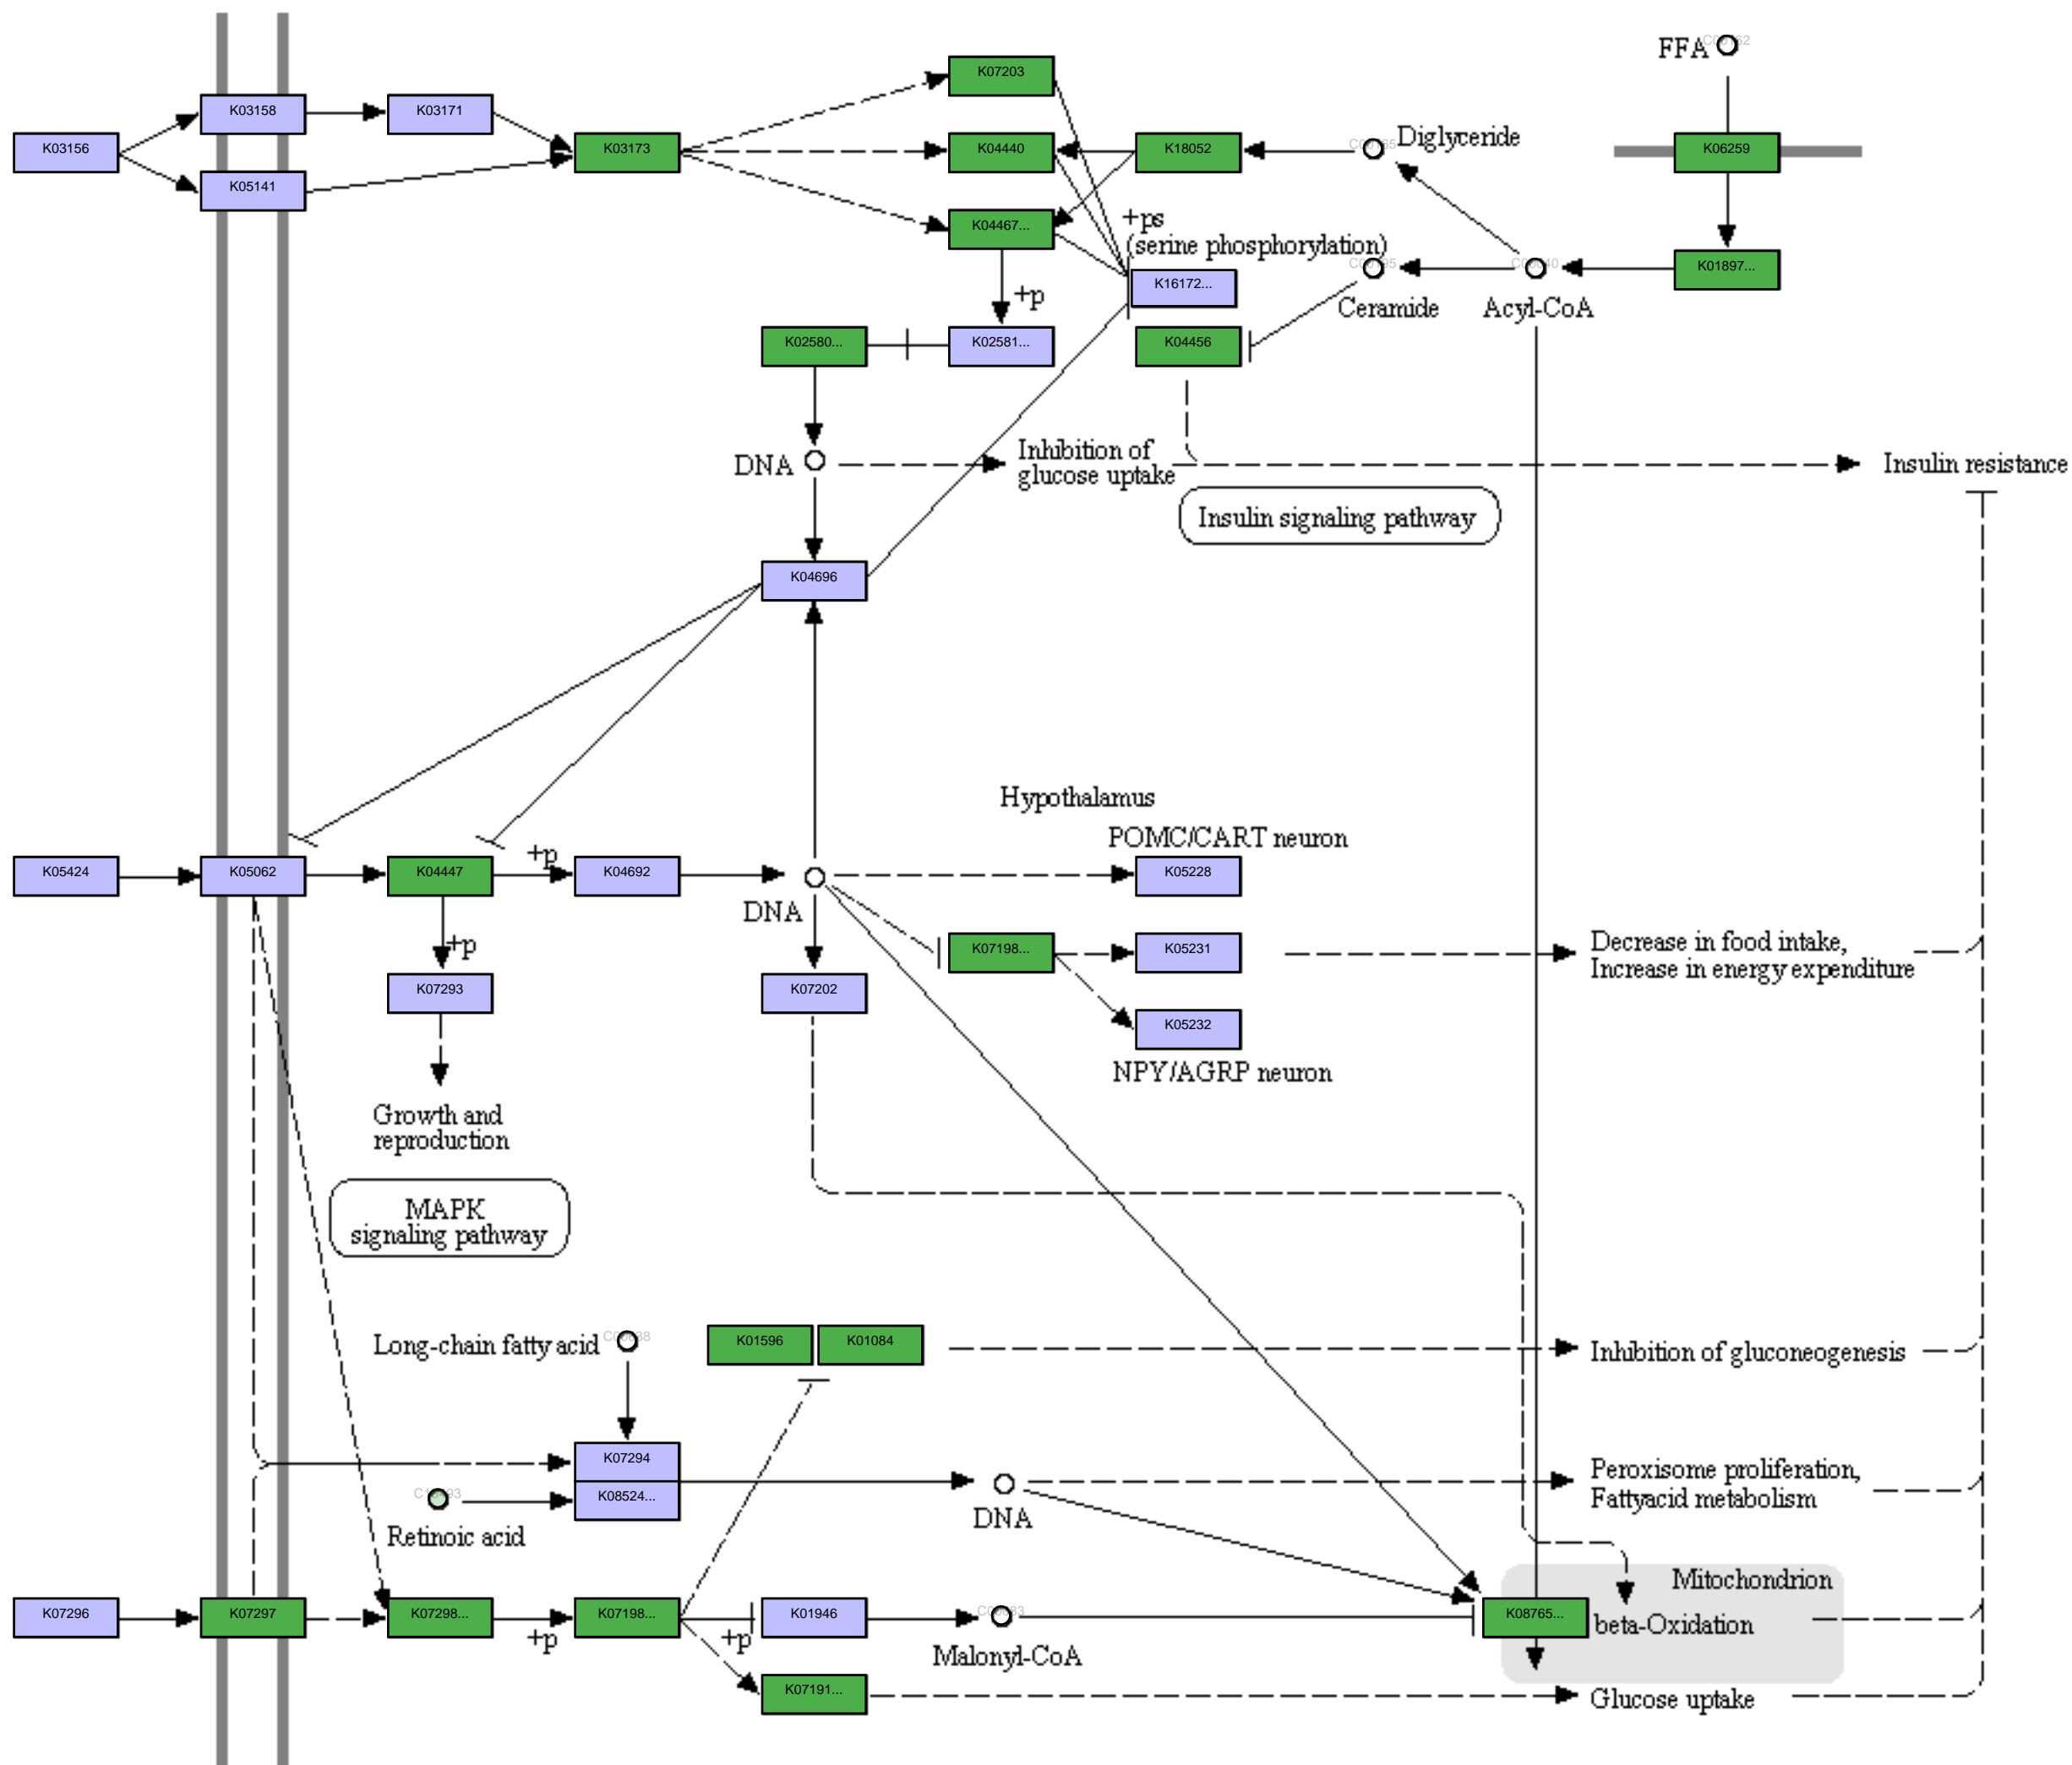 K07203
FFA
K03158
K03171
K03156
K03173
K04440
K18052
Diglyceride
K06259
K05141
K04467...
+ps
(serine phosphorylation)
K01897...
K16172...
+p
Ceramide
Acyl-CoA
K02580...
K02581...
K04456
DNA
Inhibition of
glucose uptake
Insulin resistance
Insulin signaling pathway
K04696
Hypothalamus
POMC/CART neuron
K05424
K05062
K04447
+p
K04692
K05228
DNA
+p
K07198...
K05231
Decrease in food intake,
Increase in energy expenditure
K07293
K07202
K05232
NPY/AGRP neuron
Growth and
reproduction
MAPK
signaling pathway
Long-chain fatty acid
K01596
K01084
Inhibition of gluconeogenesis
K07294
K08524...
Peroxisome proliferation,
Fattyacid metabolism
DNA
Retinoic acid
Mitochondrion
K07296
K07297
K07298...
+p
K07198...
+p
K01946
Malonyl-CoA
K08765...
beta-Oxidation
K07191...
Glucose uptake